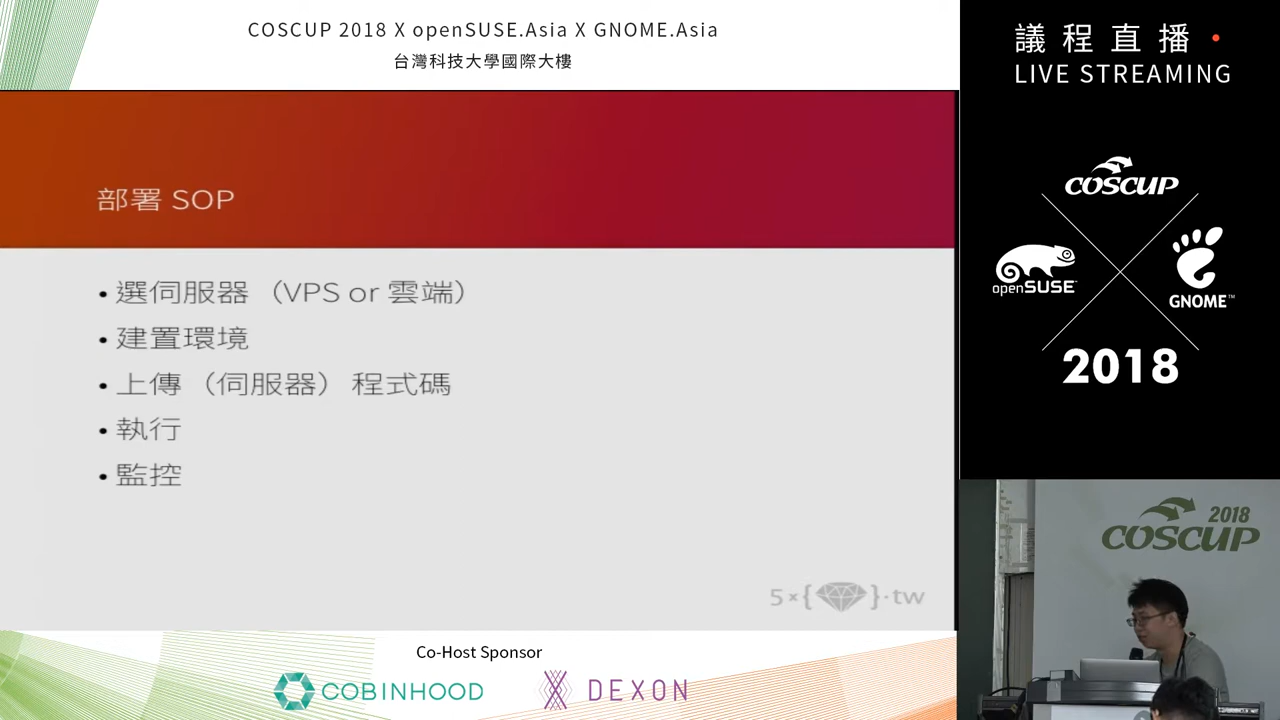 COSCUP 2018 X openSUSE.Asia X GNOME.Asia
台灣科技大學國際大樓
議程直播
LIVE STREAMING
部署 SOP
• 選伺服器 （VPS or 雲端）
• 建置環境
• 上傳 （伺服器） 程式碼
• 執行
• 監控
5×{ }.tw
COSCUP
openSUSE
GNOME™
2018
2018
COSCUP
Co-Host Sponsor
COBINHOOD
DEXON